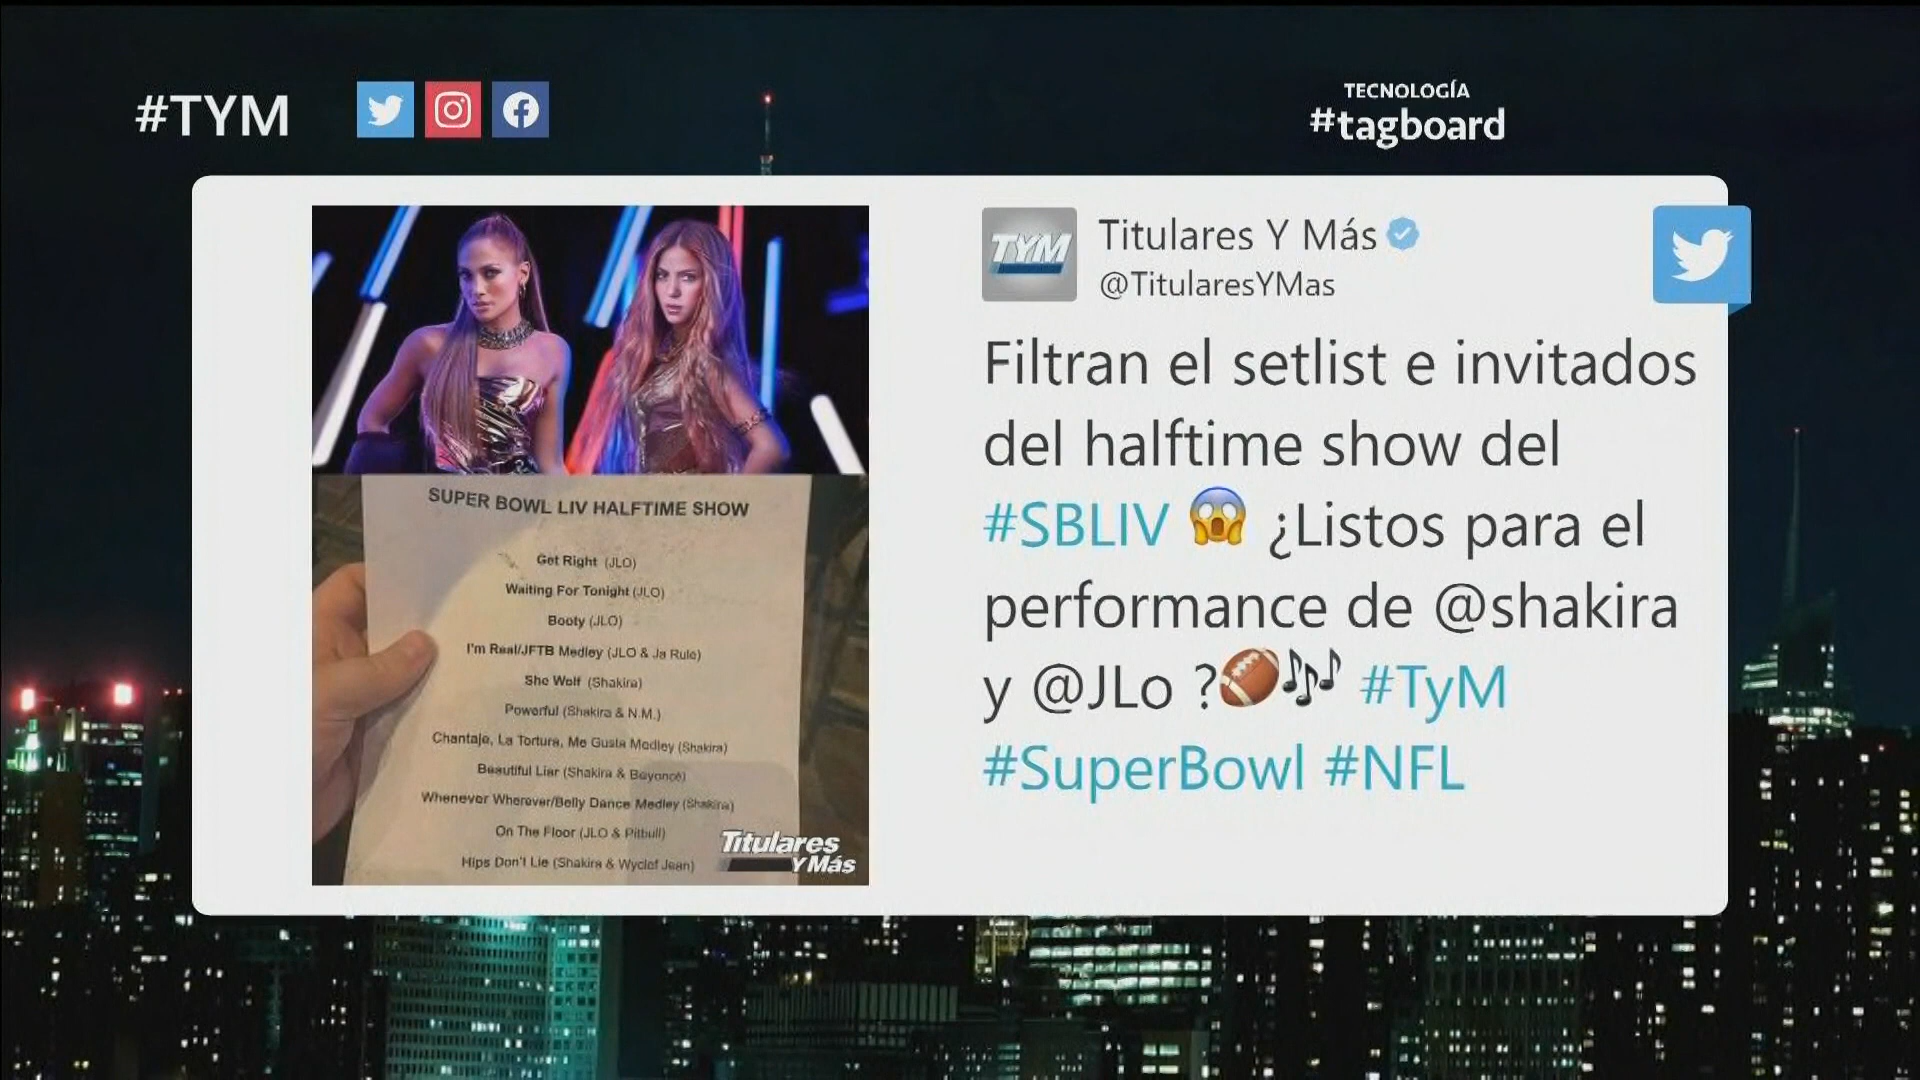 #TYM
TECNOLOGÍA
#tagboard
SUPER BOWL LIV HALFTIME SHOW
Get Right (JLO)
Waiting For Tonight (JLO)
Booty (JLO)
I'm Real/JFTB Medley (JLO & Ja Rule)
She Wolf (Shakira)
Powerful (Shakira & N.M.)
Chantaje, La Tortura, Me Gusta Medley (Shakira)
Beautiful Liar (Shakira & Beyoncé)
Whenever Wherever/Belly Dance Medley (Shakira)
On The Floor (JLO & Pitbull)
Hips Don't Lie (Shakira & Wyclef Jean)
Titulares
Y Más
TYM
Titulares Y Más
@TitularesYMas
Filtran el setlist e invitados
del halftime show del
#SBLIV 😱 ¿Listos para el
performance de @shakira
y @JLo ?🏈🎶 #TyM
#SuperBowl #NFL